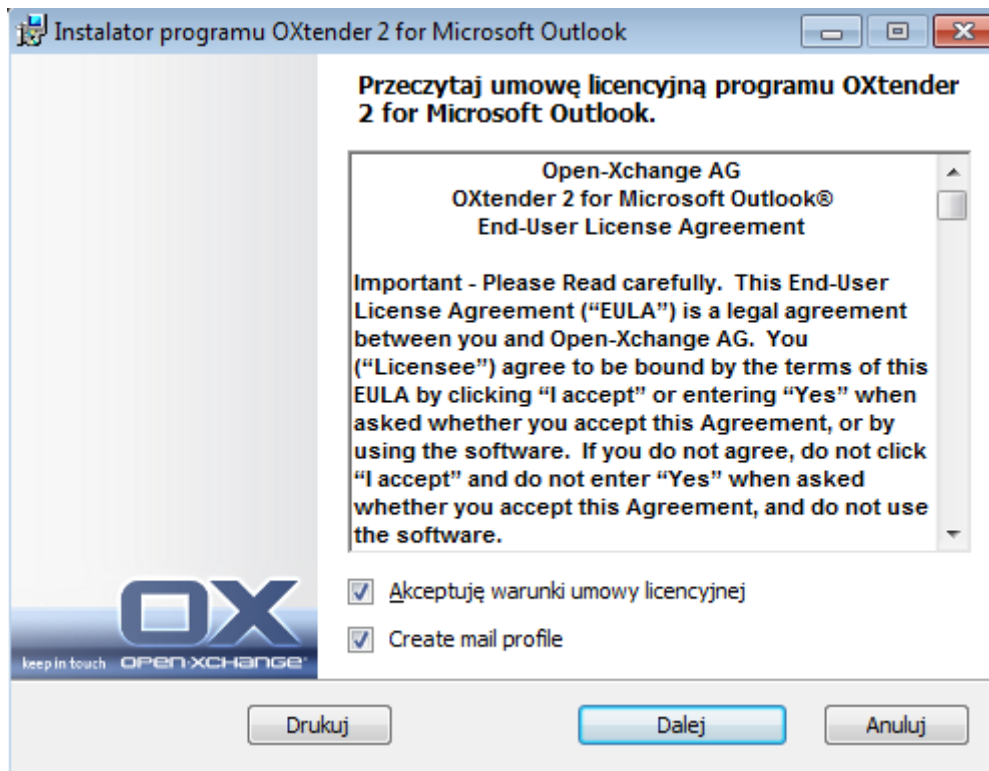 Instalator programu OXtender 2 for Microsoft Outlook
Przeczytaj umowę licencyjną programu OXtender
2 for Microsoft Outlook.
Open-Xchange AG
OXtender 2 for Microsoft Outlook®
End-User License Agreement
Important - Please Read carefully.  This End-User
License Agreement (“EULA”) is a legal agreement
between you and Open-Xchange AG.  You
(“Licensee”) agree to be bound by the terms of this
EULA by clicking “I accept” or entering “Yes” when
asked whether you accept this Agreement, or by
using the software.  If you do not agree, do not click
“I accept” and do not enter “Yes” when asked
whether you accept this Agreement, and do not use
the software.
Akceptuję warunki umowy licencyjnej
Create mail profile
OX
keep in touch OPEN-XCHANGE
Drukuj
Dalej
Anuluj